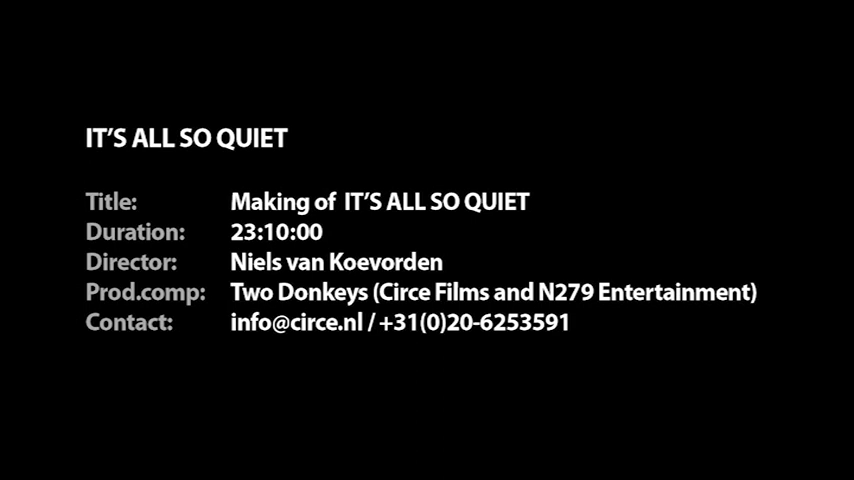 IT'S ALL SO QUIET
Title: Making of IT'S ALL SO QUIET
Duration: 23:10:00
Director: Niels van Koevorden
Prod.comp: Two Donkeys (Circe Films and N279 Entertainment)
Contact: info@circe.nl / +31(0)20-6253591